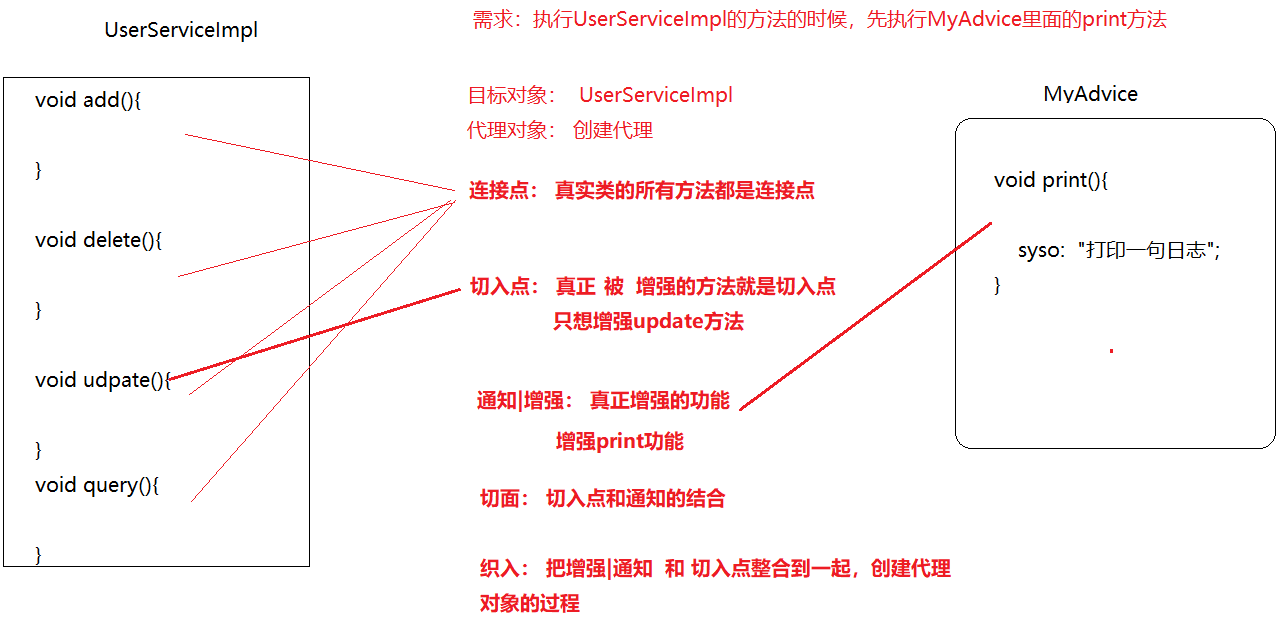 UserServiceImpl
void add(){
}
void delete(){
}
void udpate(){
}
void query(){
}
需求：执行UserServiceImpl的方法的时候，先执行MyAdvice里面的print方法
目标对象： UserServiceImpl
代理对象： 创建代理
连接点： 真实类的所有方法都是连接点
切入点： 真正 被 增强的方法就是切入点
只想增强update方法
通知|增强： 真正增强的功能
增强print功能
切面： 切入点和通知的结合
织入： 把增强|通知 和 切入点整合到一起，创建代理
对象的过程
MyAdvice
void print(){
syso: "打印一句日志";
}